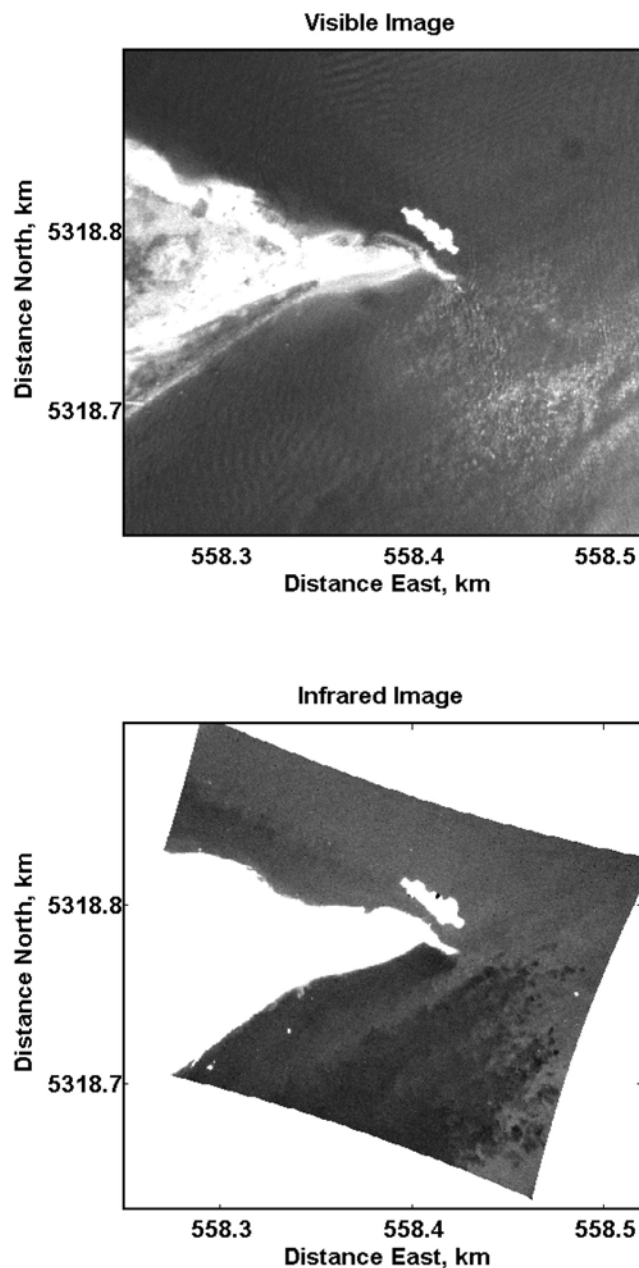 Visible Image
Distance North, km
5318.8
5318.7
558.3 558.4 558.5
Distance East, km
Infrared Image
Distance North, km
5318.8
5318.7
558.3 558.4 558.5
Distance East, km